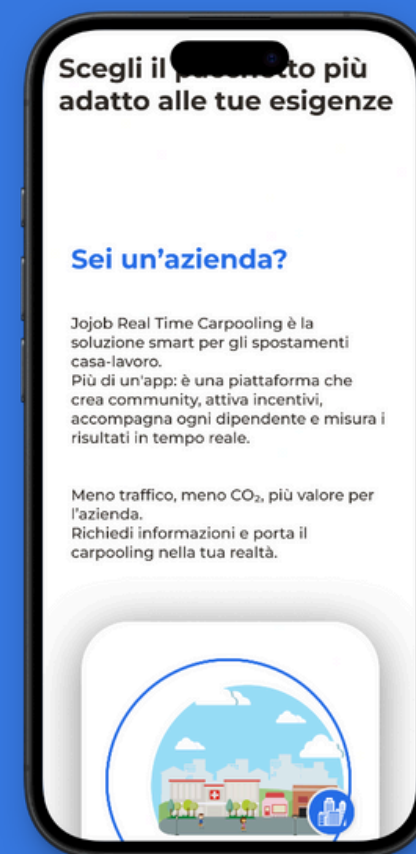 Scegli il to più
adatto alle tue esigenze
Sei un'azienda?
Jojob Real Time Carpooling è la
soluzione smart per gli spostamenti
casa-lavoro.
Più di un'app: è una piattaforma che
crea community, attiva incentivi,
accompagna ogni dipendente e misura i
risultati in tempo reale.
Meno traffico, meno CO₂, più valore per
l'azienda.
Richiedi informazioni e porta il
carpooling nella tua realtà.